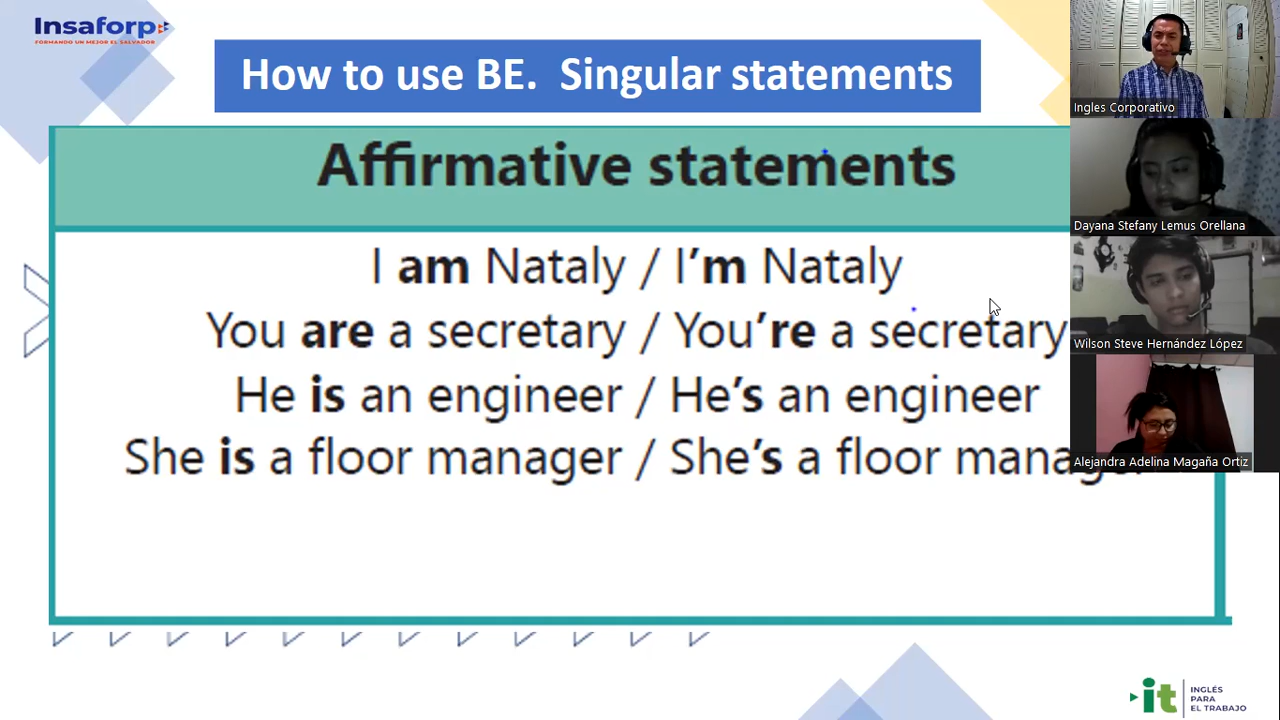 Insaforp
FORMANDO UN MEJOR EL SALVADOR
How to use BE. Singular statements
Affirmative statements
I am Nataly / I'm Nataly
You are a secretary / You're a secretary
He is an engineer / He's an engineer
She is a floor manager / She's a floor manager
Ingles Corporativo
Dayana Stefany Lemus Orellana
Wilson Steve Hernández López
Alejandra Adelina Magaña Ortiz
it
INGLÉS
PARA
EL TRABAJO